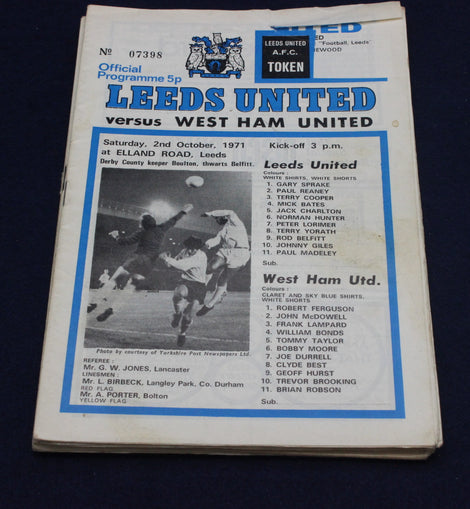 UNITED
"Football, Leeds"
No 07398
LEEDS UNITED
A.F.C.
TOKEN
Official
Programme 5p
LEEDS UNITED
versus WEST HAM UNITED
Saturday, 2nd October, 1971
at ELLAND ROAD, Leeds
Derby County keeper Boulton, thwarts Belfitt.
Photo by courtesy of Yorkshire Post Newspapers Ltd.
REFEREE :
Mr. G. W. JONES, Lancaster
LINESMEN :
Mr. L. BIRBECK, Langley Park, Co. Durham
RED FLAG
Mr. A. PORTER, Bolton
YELLOW FLAG
Kick-off 3 p.m.
Leeds United
Colours :
WHITE SHIRTS, WHITE SHORTS
1. GARY SPRAKE
2. PAUL REANEY
3. TERRY COOPER
4. MICK BATES
5. JACK CHARLTON
6. NORMAN HUNTER
7. PETER LORIMER
8. TERRY YORATH
9. ROD BELFITT
10. JOHNNY GILES
11. PAUL MADELEY
Sub.
West Ham Utd.
Colours :
CLARET AND SKY BLUE SHIRTS,
WHITE SHORTS
1. ROBERT FERGUSON
2. JOHN McDOWELL
3. FRANK LAMPARD
4. WILLIAM BONDS
5. TOMMY TAYLOR
6. BOBBY MOORE
7. JOE DURRELL
8. CLYDE BEST
9. GEOFF HURST
10. TREVOR BROOKING
11. BRIAN ROBSON
Sub.